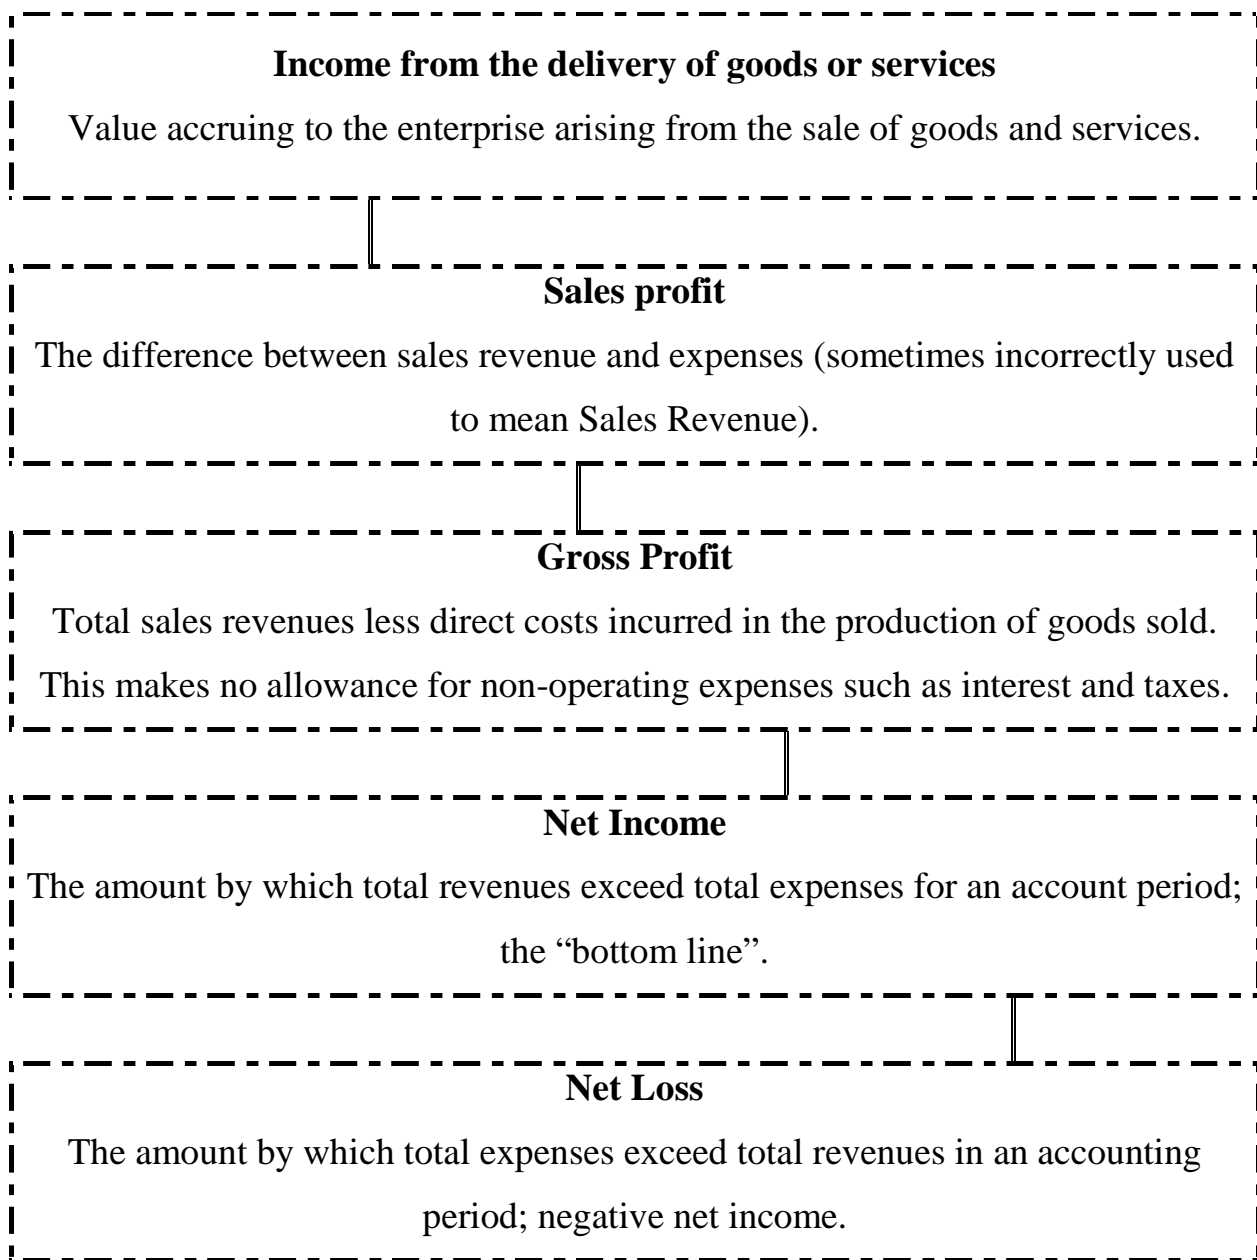 Income from the delivery of goods or services
Value accruing to the enterprise arising from the sale of goods and services.
Sales profit
The difference between sales revenue and expenses (sometimes incorrectly used
to mean Sales Revenue).
Gross Profit
Total sales revenues less direct costs incurred in the production of goods sold.
This makes no allowance for non-operating expenses such as interest and taxes.
Net Income
The amount by which total revenues exceed total expenses for an account period;
the “bottom line”.
Net Loss
The amount by which total expenses exceed total revenues in an accounting
period; negative net income.